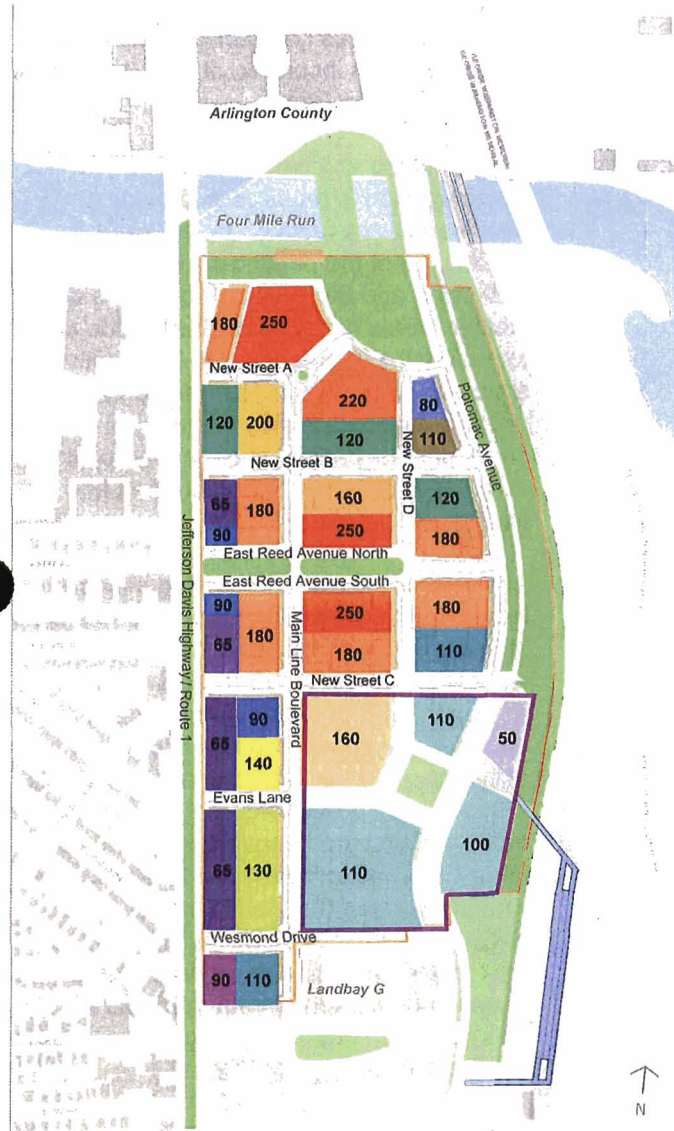 Arlington County
GEORGE WASHINGTON MEMORIAL
Four Mile Run
180 250
New Street A
220 80
120 200
120 110
New Street D
Potomac Avenue
New Street B
65 180 160 120
90 250 180
East Reed Avenue North
East Reed Avenue South
90 250 180
65 180 180 110
Jefferson Davis Highway / Route 1
Main Line Boulevard
New Street C
65 90 160 110 50
140
Evans Lane
65 130 110 100
Wesmond Drive
90 110
Landbay G
N